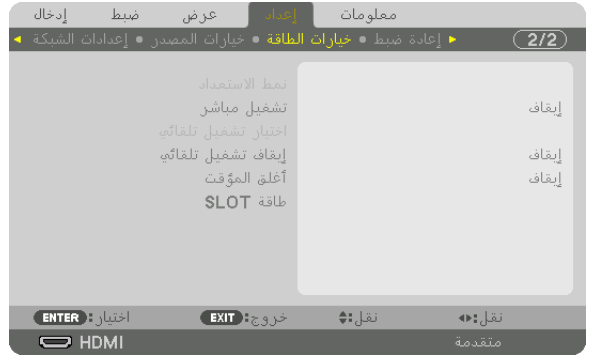 إدخال ضبط عرض إعداد معلومات
إعدادات الشبكة ● خيارات المصدر ● خيارات الطاقة ● إعادة ضبط 2/2
نمط الاستعداد
تشغيل مباشر إيقاف
اختيار تشغيل تلقائي
إيقاف تشغيل تلقائي إيقاف
أغلق المؤقت إيقاف
طاقة SLOT
ENTER :اختيار EXIT :خروج نقل: نقل:
HDMI متقدمة